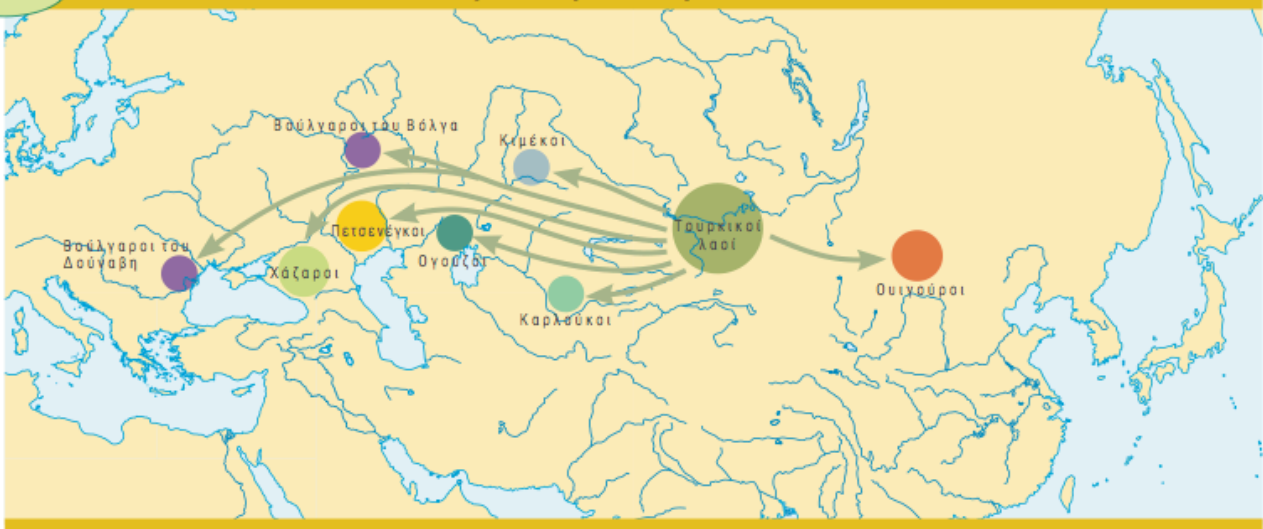 Βούλγαροι του Βόλγα
Κιμέκοι
Τουρκικοί
λαοί
Πετσενέγκοι
Ογούζοι
Βούλγαροι του
Δούναβη
Χάζαροι
Ουιγούροι
Καρλούκοι